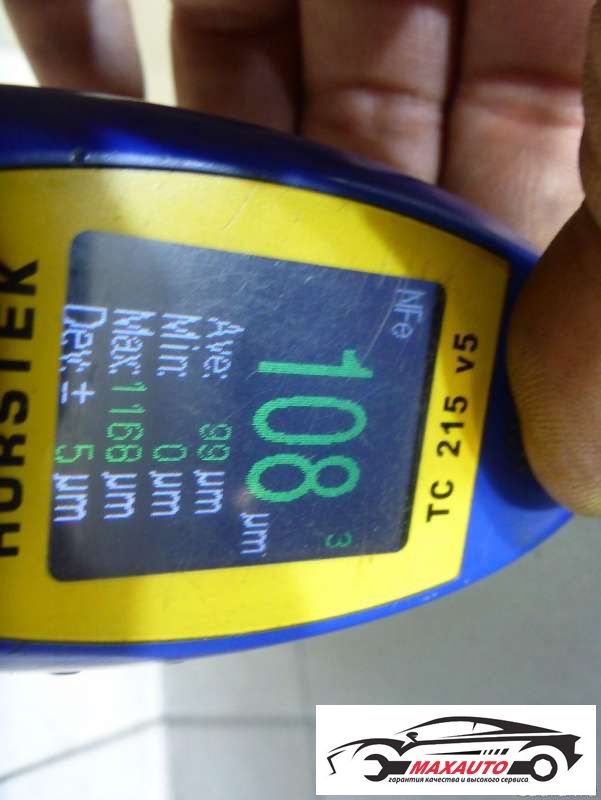 HORSTEK
TC 215 v5
NFe
108 µm
3
Ave: 99 µm
Min: 0 µm
Max: 1168 µm
Dev: ± 5 µm
MAXAUTO
гарантия качества и высокого сервиса